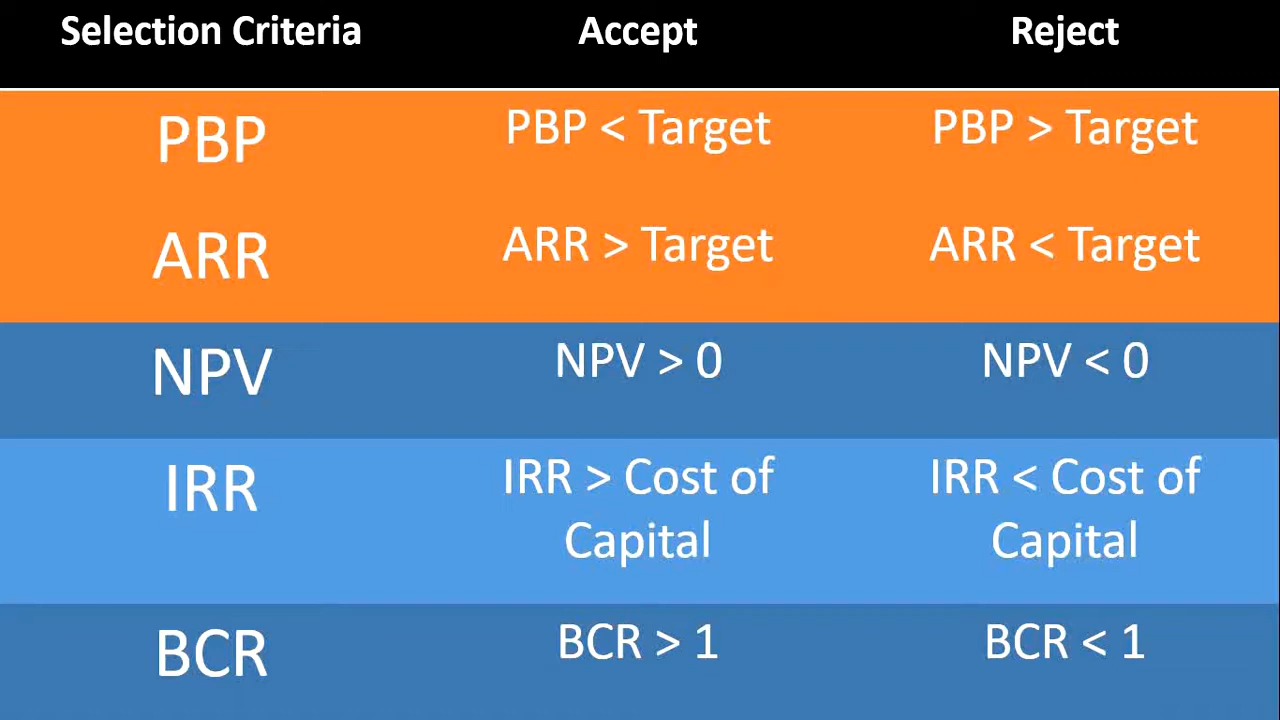 Selection Criteria Accept Reject
PBP PBP < Target PBP > Target
ARR ARR > Target ARR < Target
NPV NPV > 0 NPV < 0
IRR IRR > Cost of Capital IRR < Cost of Capital
BCR BCR > 1 BCR < 1